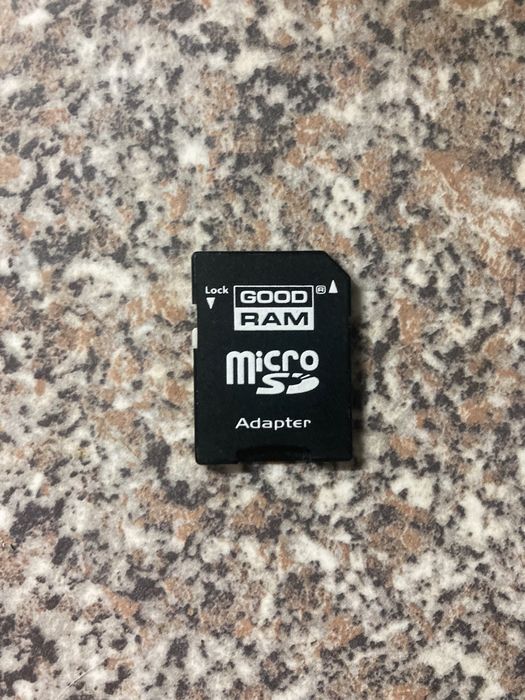 Lock
GOOD
RAM
®
micro
SD
Adapter